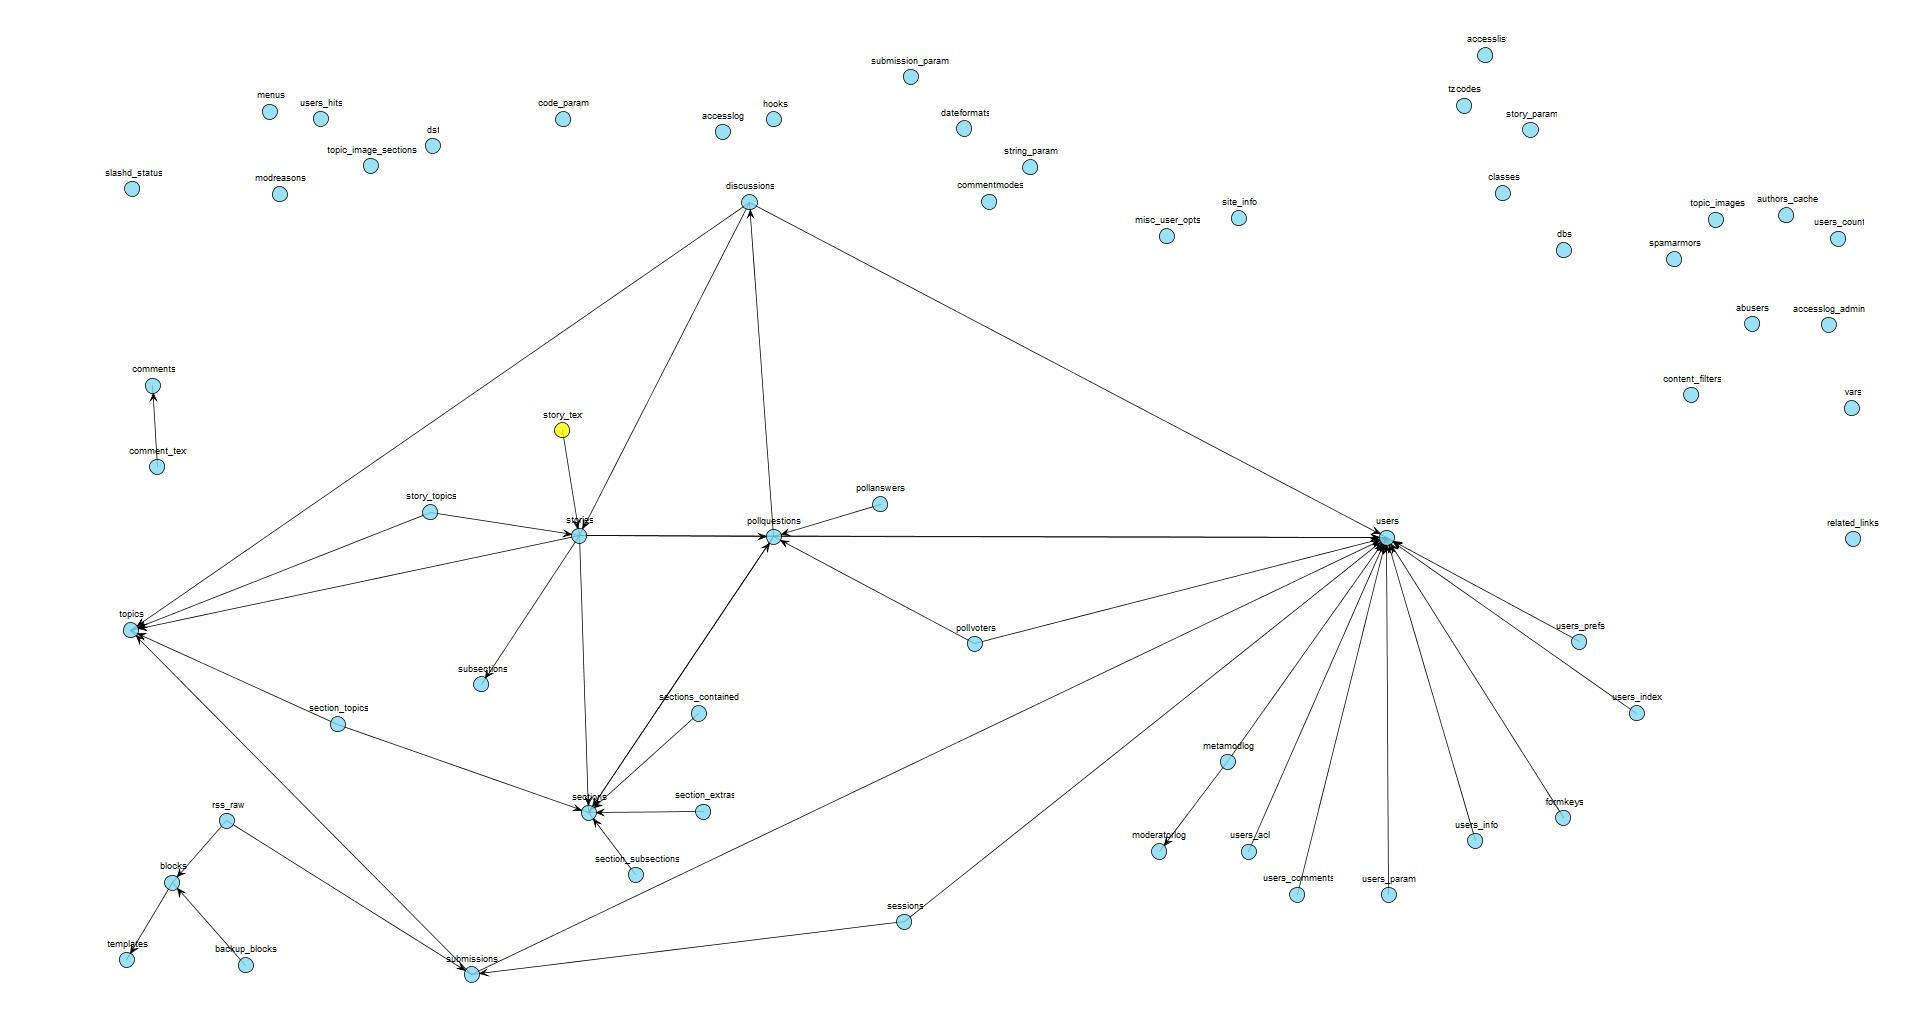 accesslis
submission_param
tzcodes
menus
users_hits
code_param
accesslog
hooks
dateformats
story_param
dst
topic_image_sections
string_param
slashd_status
modreasons
discussions
commentmodes
classes
misc_user_opts
site_info
topic_images
authors_cache
users_count
dbs
spamarmors
abusers
accesslog_admin
comments
content_filters
vars
story_tex
comment_tex
story_topics
pollanswers
stories
pollquestions
users
related_links
topics
pollvoters
users_prefs
subsections
sections_contained
users_index
section_topics
metamodlog
sections
section_extras
rss_raw
formkeys
moderatorlog
users_acl
users_info
blocks
section_subsections
users_comments
users_param
sessions
templates
backup_blocks
submissions